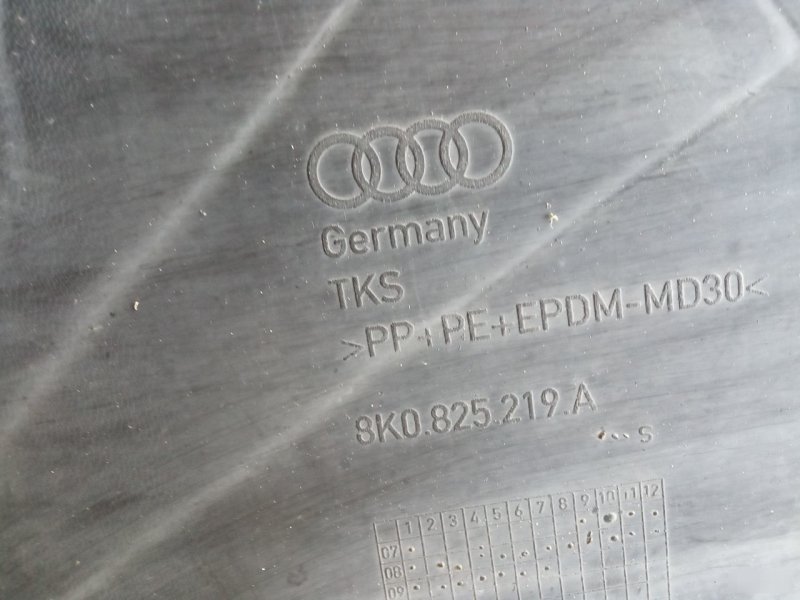 Germany
TKS
>PP+PE+EPDM-MD30<
8K0.825.219.A
S
1 2 3 4 5 6 7 8 9 10 11 12
07
08
09